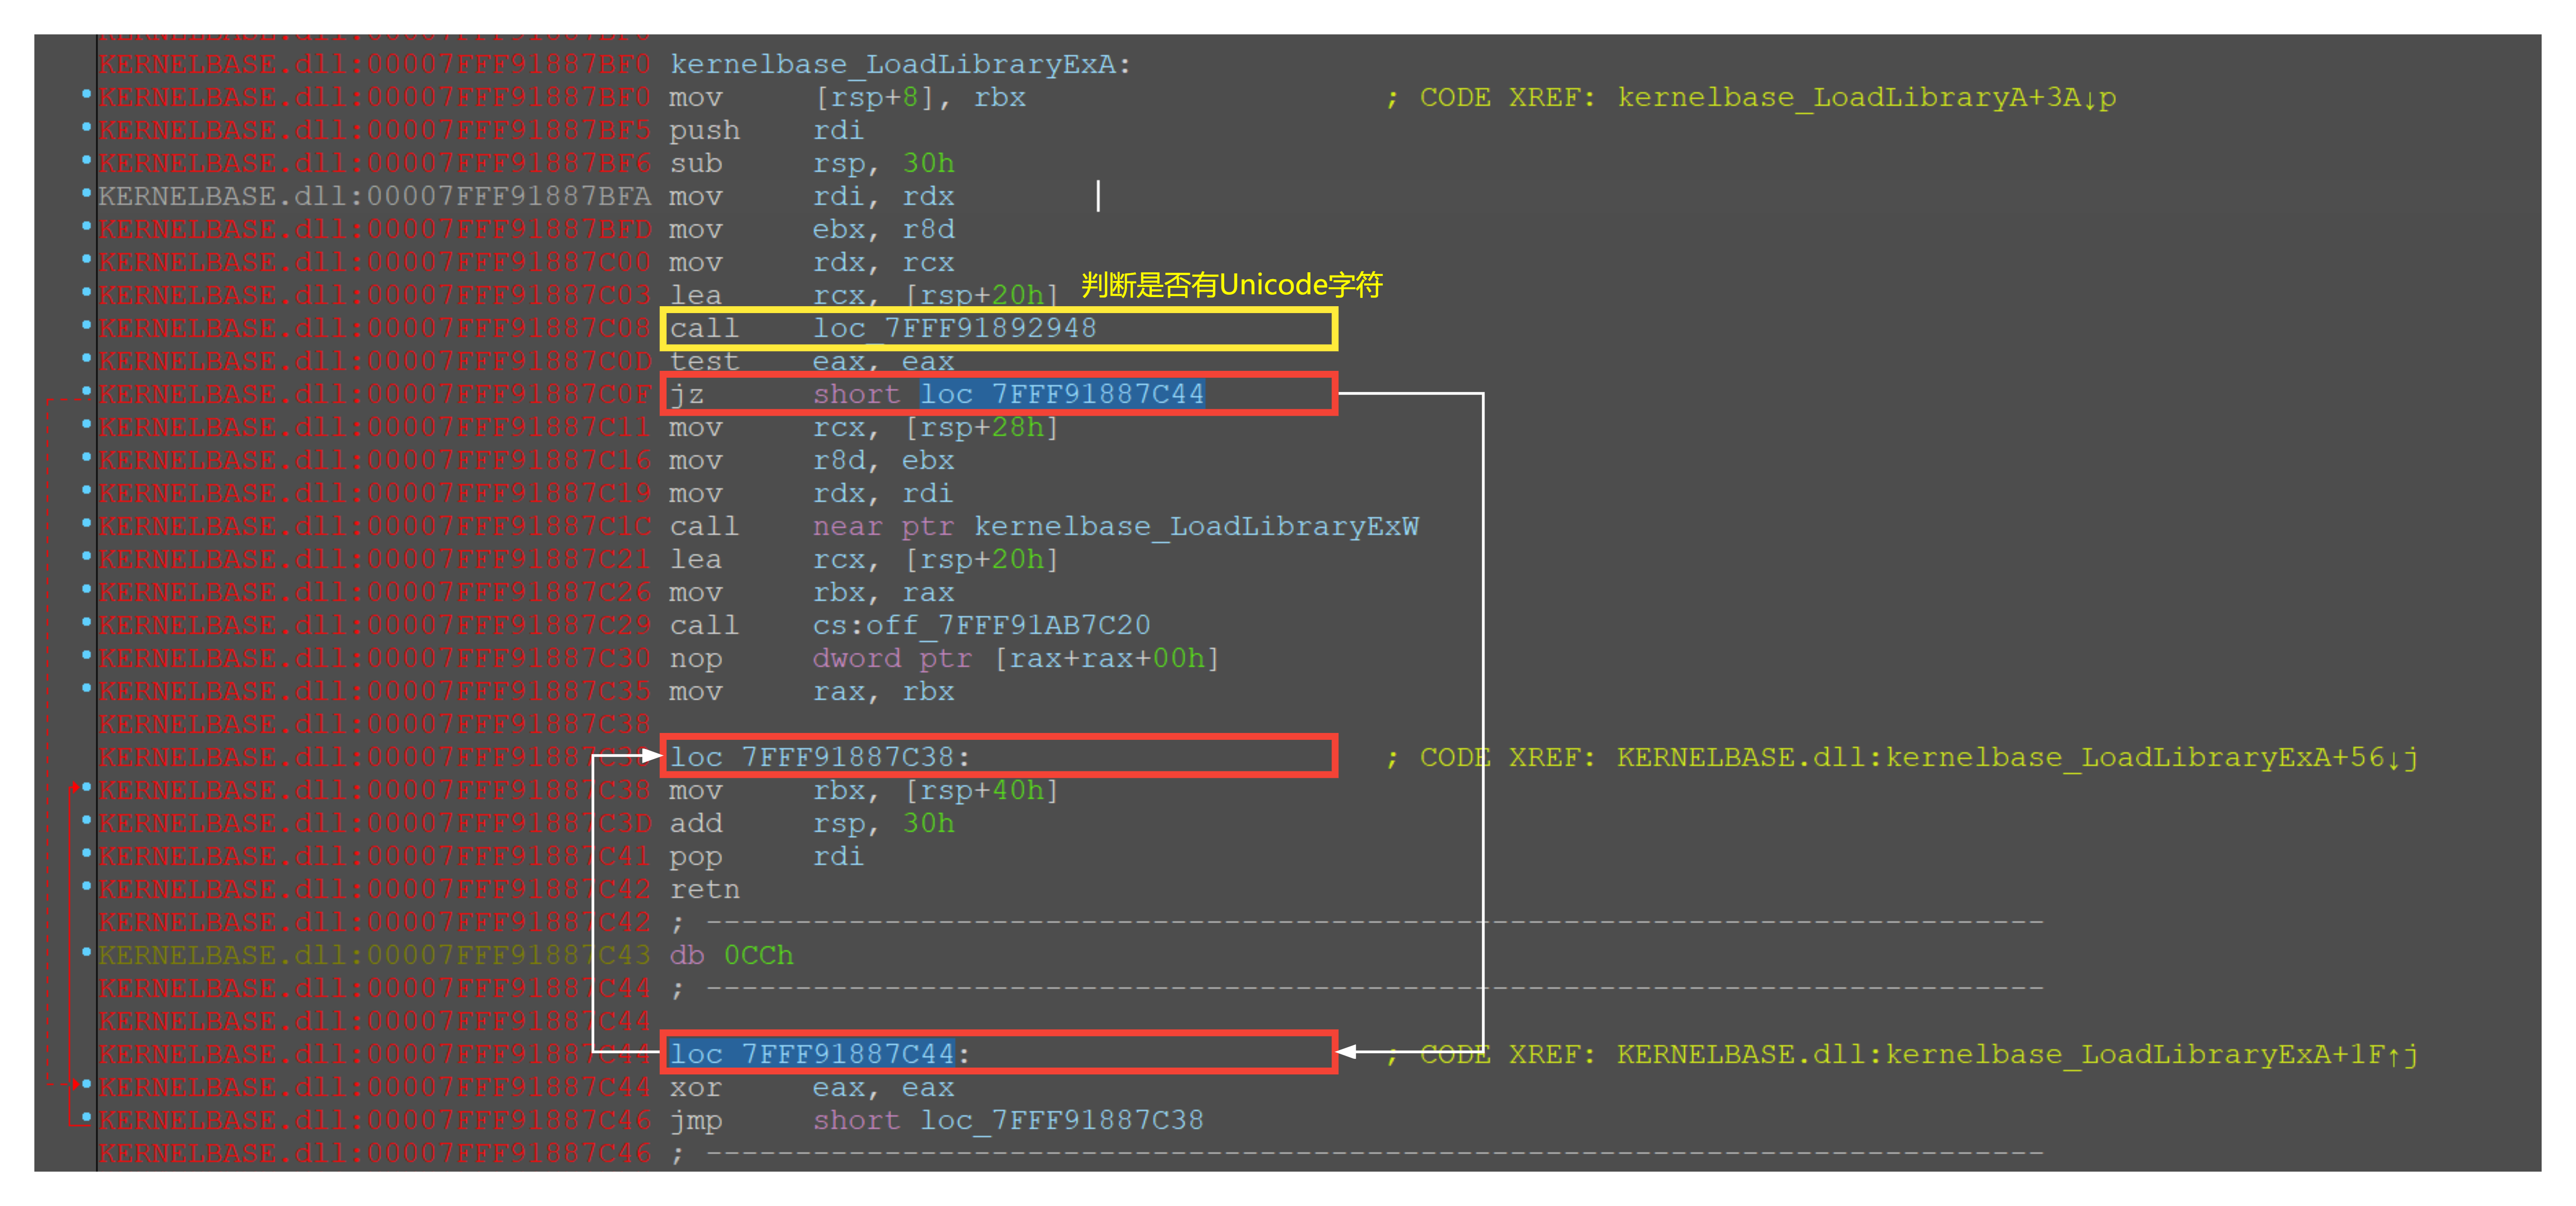 KERNELBASE.dll:00007FFF91887BF0 kernelbase_LoadLibraryExA:
KERNELBASE.dll:00007FFF91887BF0 mov [rsp+8], rbx ; CODE XREF: kernelbase_LoadLibraryA+3A↓p
KERNELBASE.dll:00007FFF91887BF5 push rdi
KERNELBASE.dll:00007FFF91887BF6 sub rsp, 30h
KERNELBASE.dll:00007FFF91887BFA mov rdi, rdx
KERNELBASE.dll:00007FFF91887BFD mov ebx, r8d
KERNELBASE.dll:00007FFF91887C00 mov rdx, rcx
判断是否有Unicode字符
KERNELBASE.dll:00007FFF91887C03 lea rcx, [rsp+20h]
KERNELBASE.dll:00007FFF91887C08 call loc_7FFF91892948
KERNELBASE.dll:00007FFF91887C0D test eax, eax
KERNELBASE.dll:00007FFF91887C0F jz short loc_7FFF91887C44
KERNELBASE.dll:00007FFF91887C11 mov rcx, [rsp+28h]
KERNELBASE.dll:00007FFF91887C16 mov r8d, ebx
KERNELBASE.dll:00007FFF91887C19 mov rdx, rdi
KERNELBASE.dll:00007FFF91887C1C call near ptr kernelbase_LoadLibraryExW
KERNELBASE.dll:00007FFF91887C21 lea rcx, [rsp+20h]
KERNELBASE.dll:00007FFF91887C26 mov rbx, rax
KERNELBASE.dll:00007FFF91887C29 call cs:off_7FFF91AB7C20
KERNELBASE.dll:00007FFF91887C30 nop dword ptr [rax+rax+00h]
KERNELBASE.dll:00007FFF91887C35 mov rax, rbx
KERNELBASE.dll:00007FFF91887C38
KERNELBASE.dll:00007FFF91887C38 loc_7FFF91887C38: ; CODE XREF: KERNELBASE.dll:kernelbase_LoadLibraryExA+56↓j
KERNELBASE.dll:00007FFF91887C38 mov rbx, [rsp+40h]
KERNELBASE.dll:00007FFF91887C3D add rsp, 30h
KERNELBASE.dll:00007FFF91887C41 pop rdi
KERNELBASE.dll:00007FFF91887C42 retn
KERNELBASE.dll:00007FFF91887C42 ; ---------------------------------------------------------------------------
KERNELBASE.dll:00007FFF91887C43 db 0CCh
KERNELBASE.dll:00007FFF91887C44 ; ---------------------------------------------------------------------------
KERNELBASE.dll:00007FFF91887C44
KERNELBASE.dll:00007FFF91887C44 loc_7FFF91887C44: ; CODE XREF: KERNELBASE.dll:kernelbase_LoadLibraryExA+1F↑j
KERNELBASE.dll:00007FFF91887C44 xor eax, eax
KERNELBASE.dll:00007FFF91887C46 jmp short loc_7FFF91887C38
KERNELBASE.dll:00007FFF91887C46 ; ---------------------------------------------------------------------------